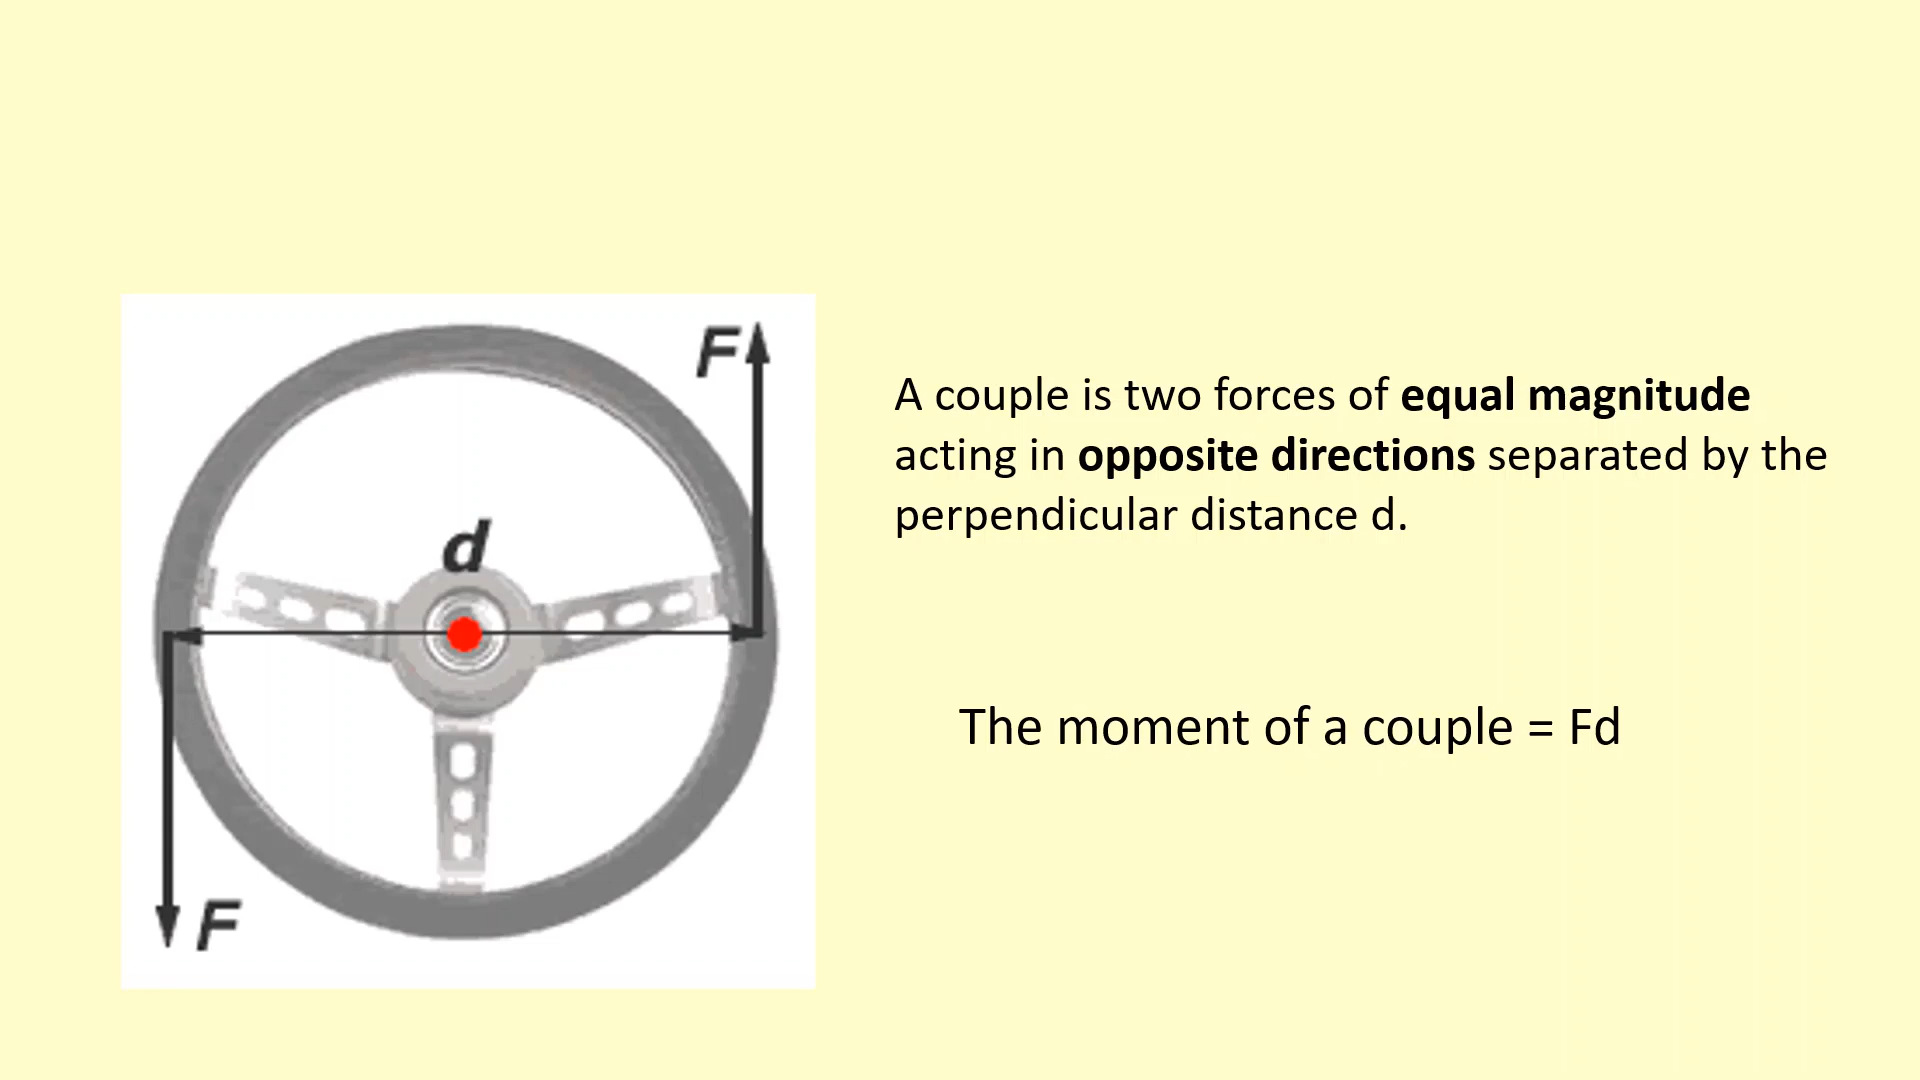 F
A couple is two forces of equal magnitude
acting in opposite directions separated by the
perpendicular distance d.
d
The moment of a couple = Fd
F